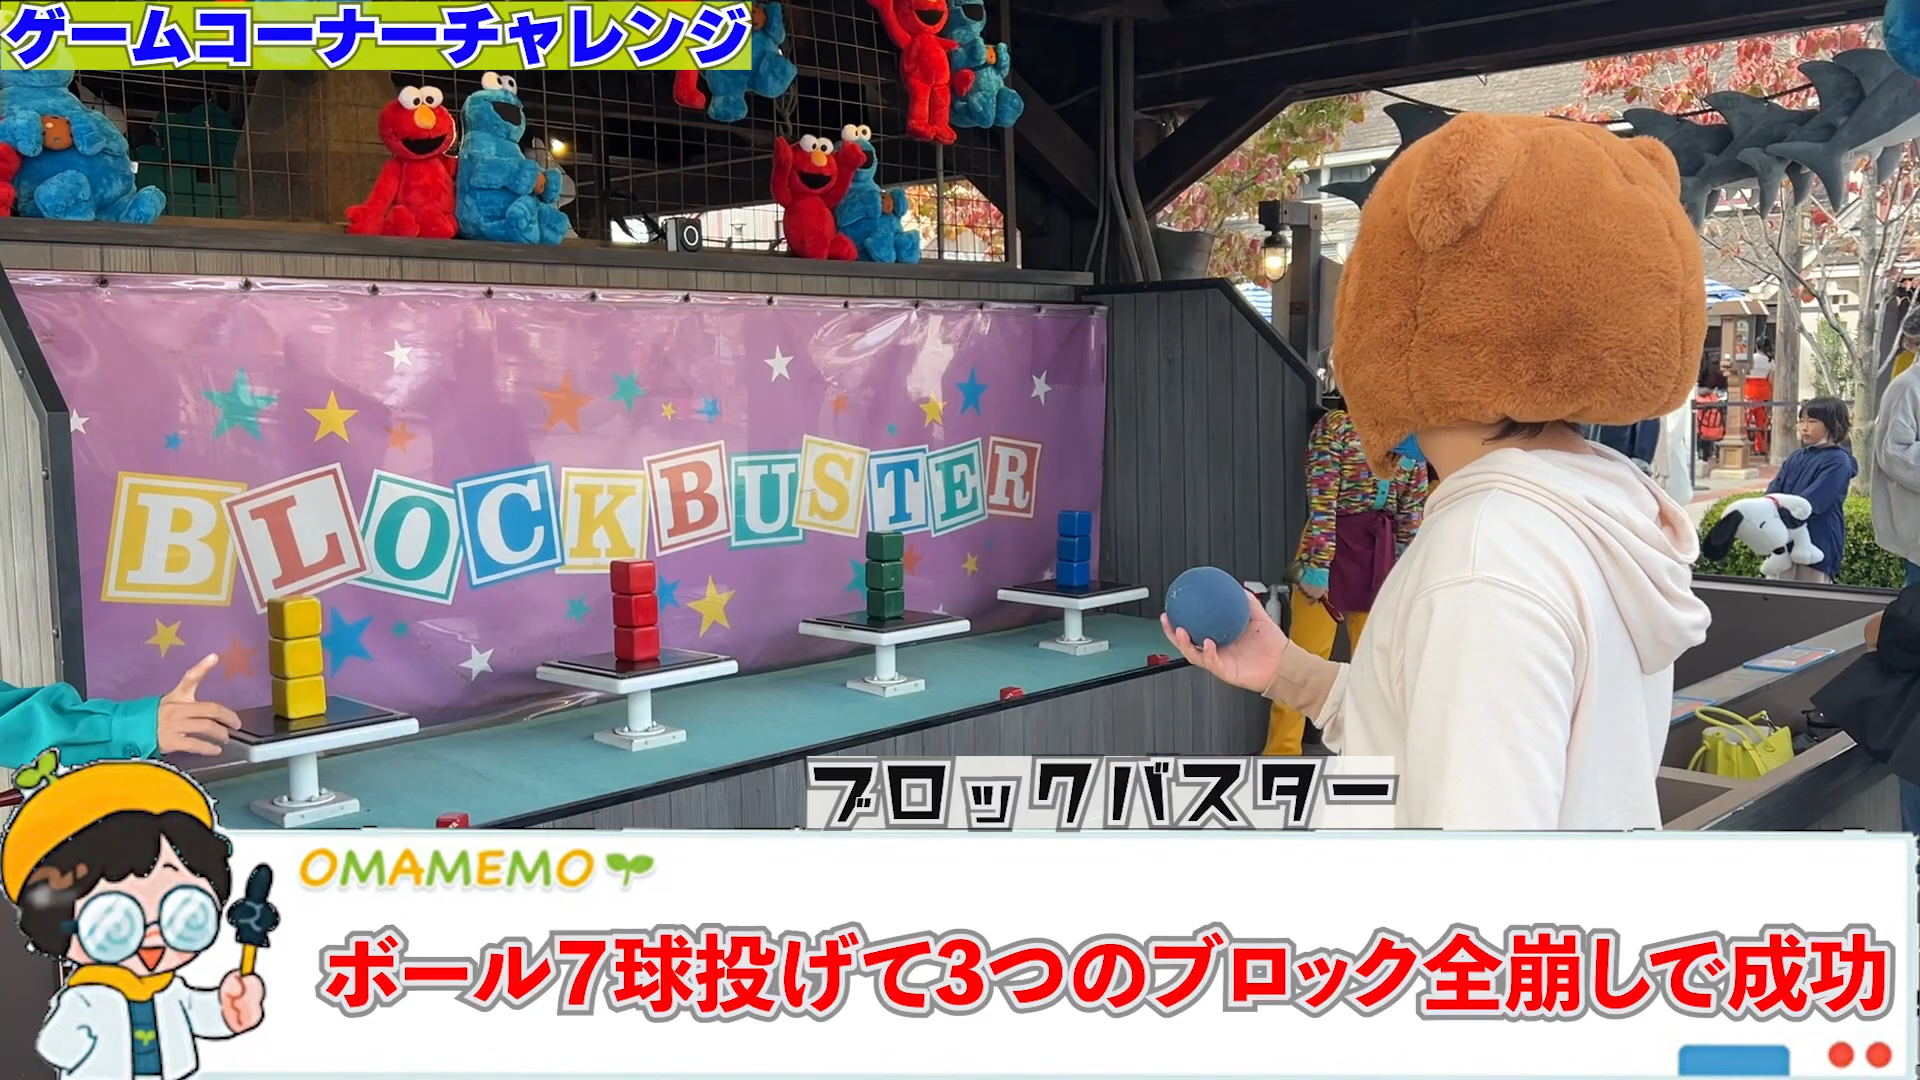 ゲームコーナーチャレンジ
BLOCKBUSTER
ブロックバスター
OMAMEMO
ボール7球投げて3つのブロック全崩しで成功